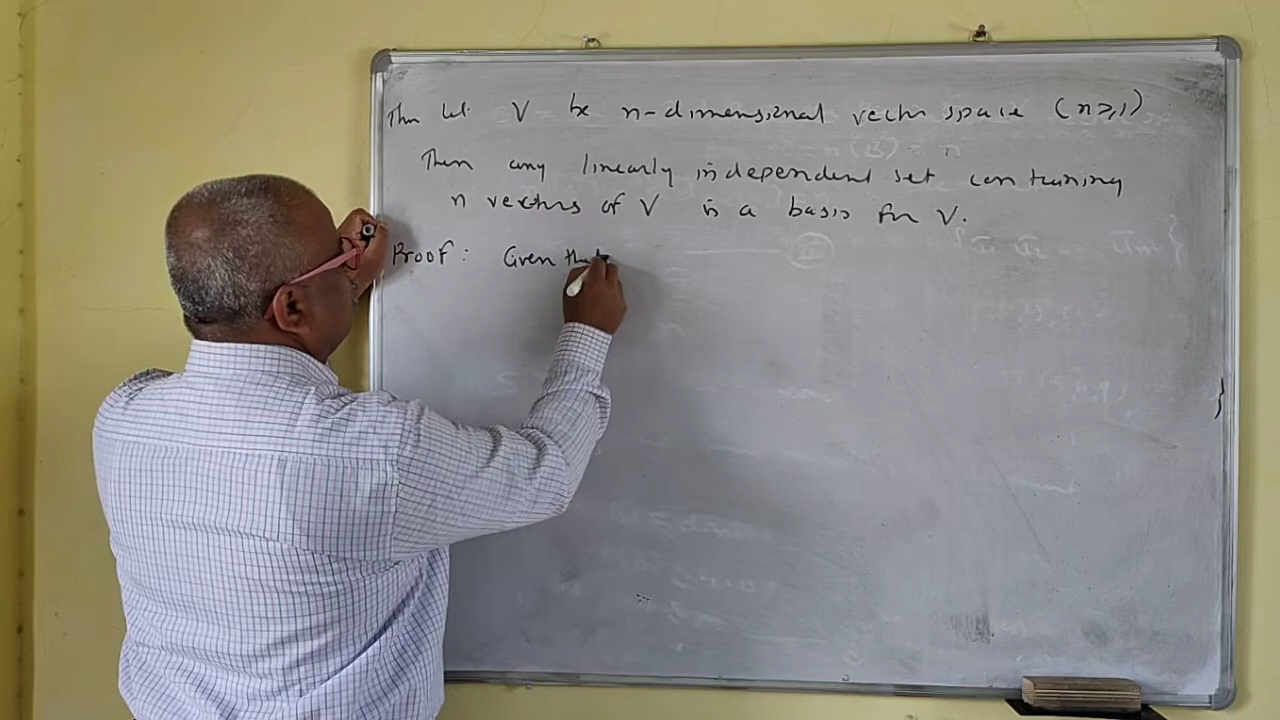 Thm Let V be n-dimensional vector space (n≥1)
Then any linearly independent set containing
n vectors of V is a basis for V.
Proof: Given that